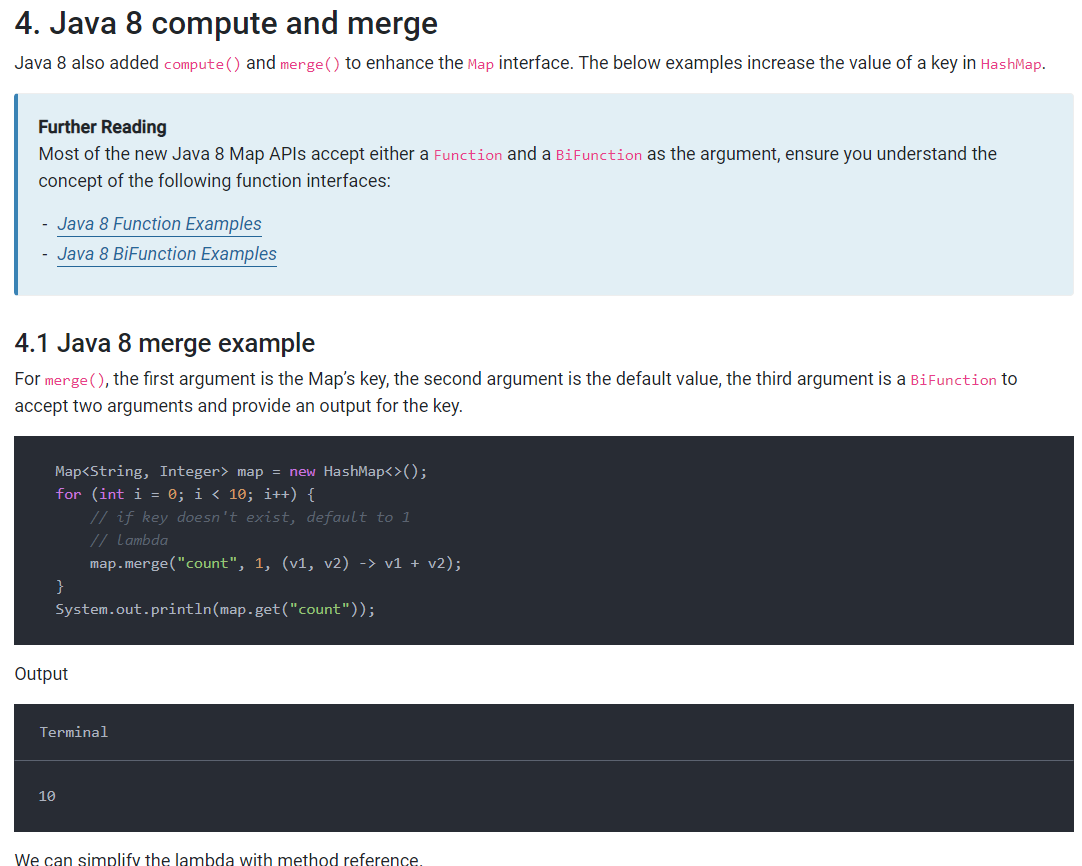 4. Java 8 compute and merge
Java 8 also added compute() and merge() to enhance the Map interface. The below examples increase the value of a key in HashMap.
Further Reading
Most of the new Java 8 Map APIs accept either a Function and a BiFunction as the argument, ensure you understand the
concept of the following function interfaces:
- Java 8 Function Examples
- Java 8 BiFunction Examples
4.1 Java 8 merge example
For merge(), the first argument is the Map’s key, the second argument is the default value, the third argument is a BiFunction to
accept two arguments and provide an output for the key.
Map<String, Integer> map = new HashMap<>();
for (int i = 0; i < 10; i++) {
    // if key doesn't exist, default to 1
    // lambda
    map.merge("count", 1, (v1, v2) -> v1 + v2);
}
System.out.println(map.get("count"));
Output
Terminal
10
We can simplify the lambda with method reference.